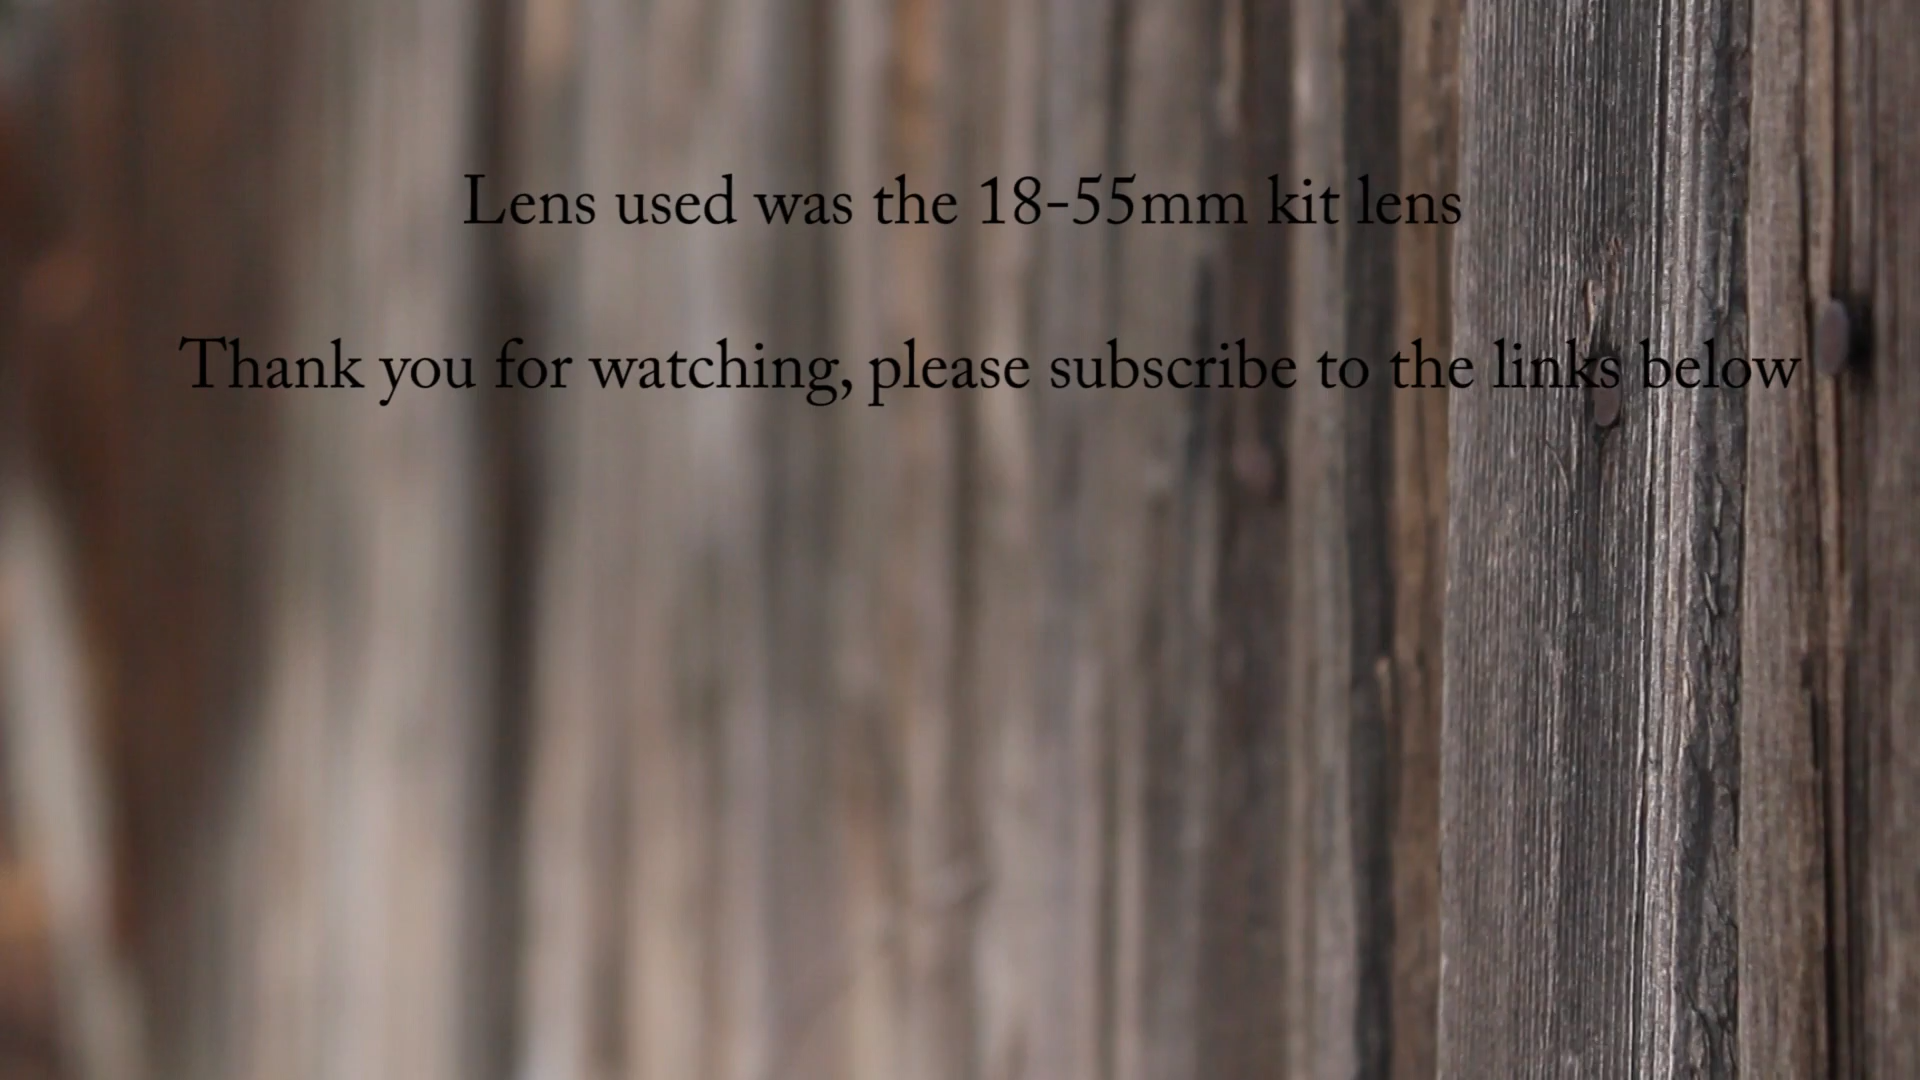 Lens used was the 18-55mm kit lens
Thank you for watching, please subscribe to the links below